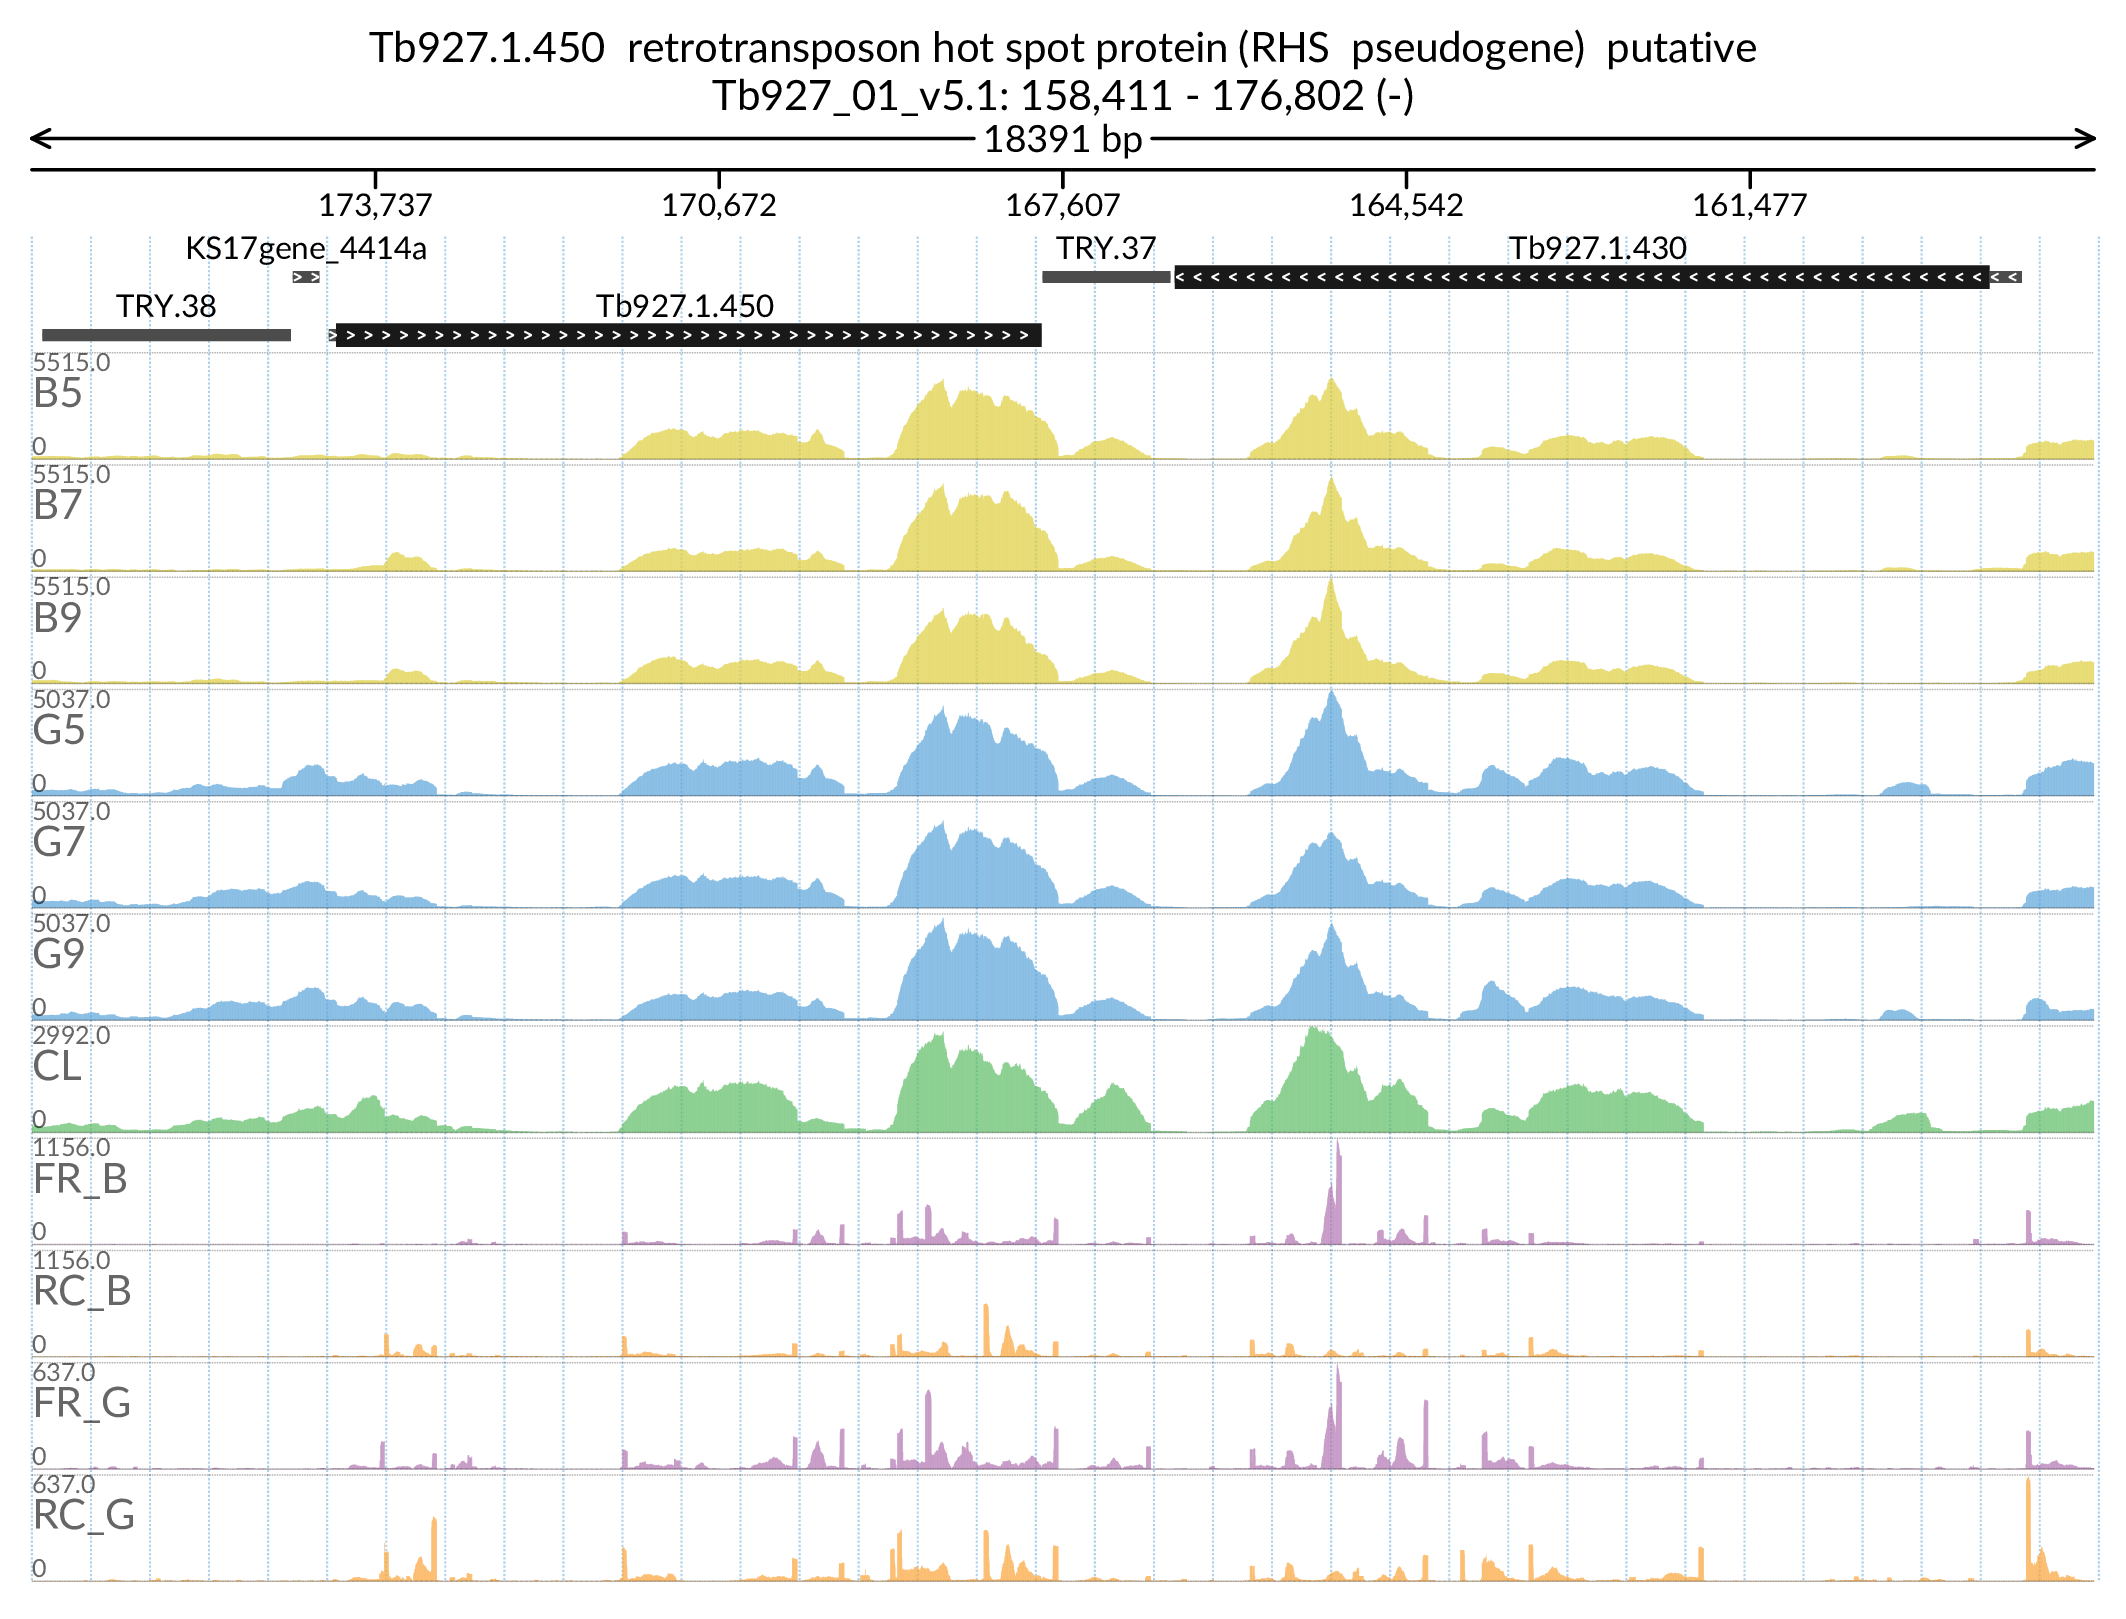 Tb927.1.450 retrotransposon hot spot protein (RHS pseudogene) putative
Tb927_01_v5.1: 158,411 - 176,802 (-)
18391 bp
173,737 170,672 167,607 164,542 161,477
KS17gene_4414a TRY.37 Tb927.1.430
TRY.38 Tb927.1.450
5515.0
B5
0
5515.0
B7
0
5515.0
B9
0
5037.0
G5
0
5037.0
G7
0
5037.0
G9
0
2992.0
CL
0
1156.0
FR_B
0
1156.0
RC_B
0
637.0
FR_G
0
637.0
RC_G
0